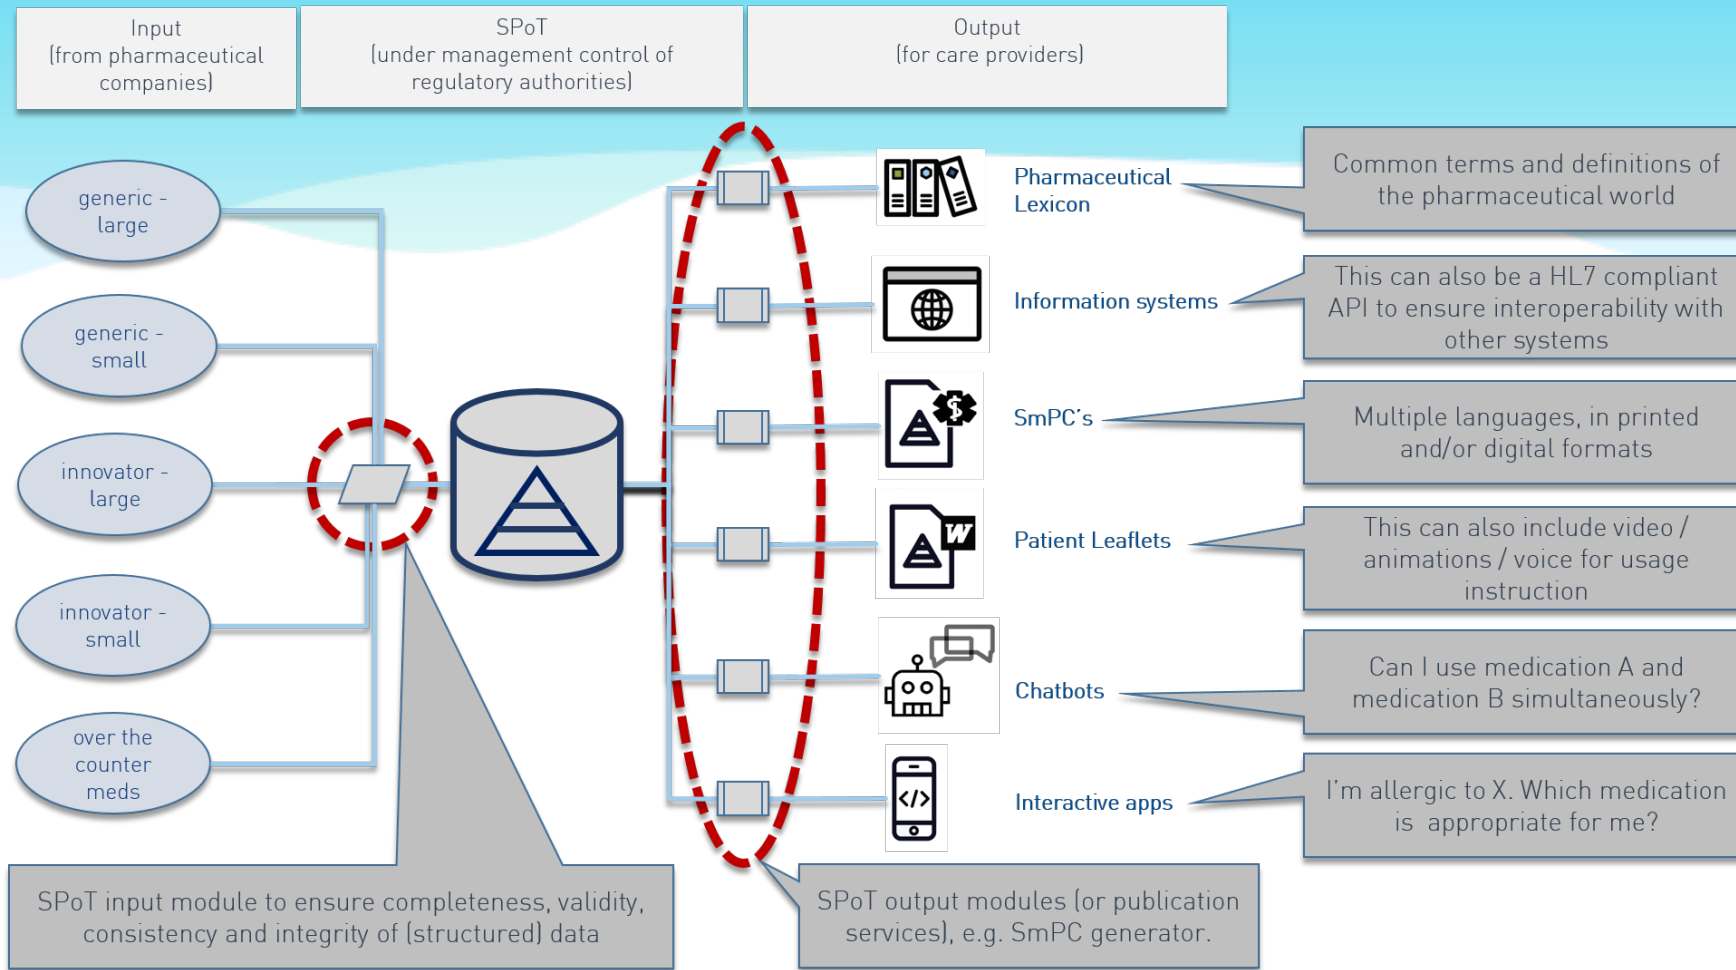 Input
(from pharmaceutical
companies)
SPoT
(under management control of
regulatory authorities)
Output
(for care providers)
generic -
large
generic -
small
innovator -
large
innovator -
small
over the
counter
meds
Pharmaceutical
Lexicon
Information systems
SmPC's
W
Patient Leaflets
Chatbots
</>
Interactive apps
Common terms and definitions of
the pharmaceutical world
This can also be a HL7 compliant
API to ensure interoperability with
other systems
Multiple languages, in printed
and/or digital formats
This can also include video /
animations / voice for usage
instruction
Can I use medication A and
medication B simultaneously?
I'm allergic to X. Which medication
is appropriate for me?
SPoT input module to ensure completeness, validity,
consistency and integrity of (structured) data
SPoT output modules (or publication
services), e.g. SmPC generator.